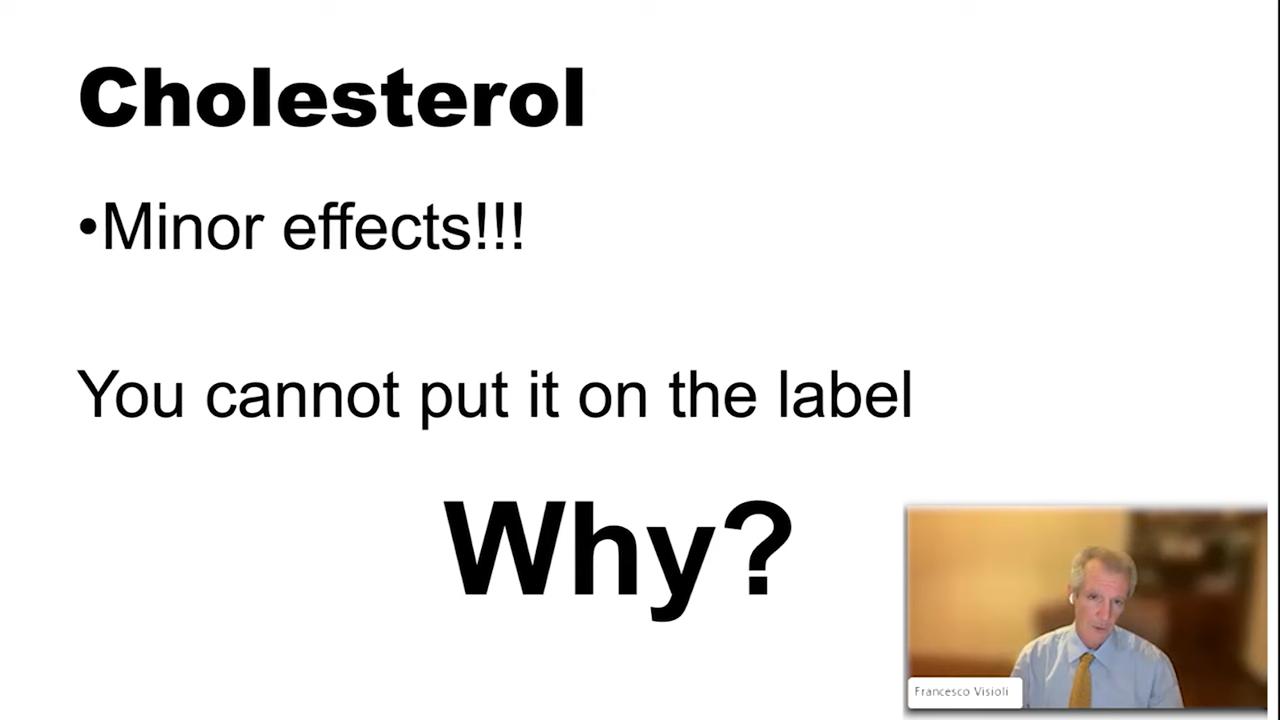 Cholesterol
•Minor effects!!!
You cannot put it on the label
Why?
Francesco Visioli